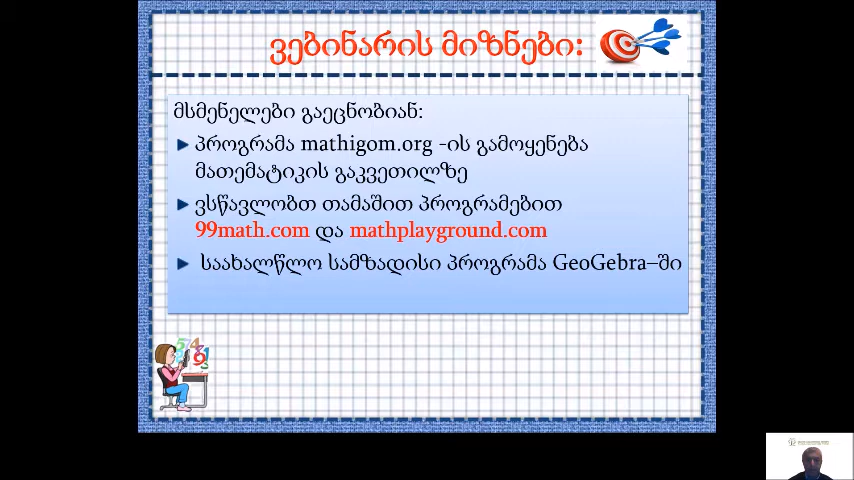 ვებინარის მიზნები:
მსმენელები გაეცნობიან:
პროგრამა mathigom.org -ის გამოყენება
მათემატიკის გაკვეთილზე
ვსწავლობთ თამაშით პროგრამებით
99math.com და mathplayground.com
საახალწლო სამზადისი პროგრამა GeoGebra–ში